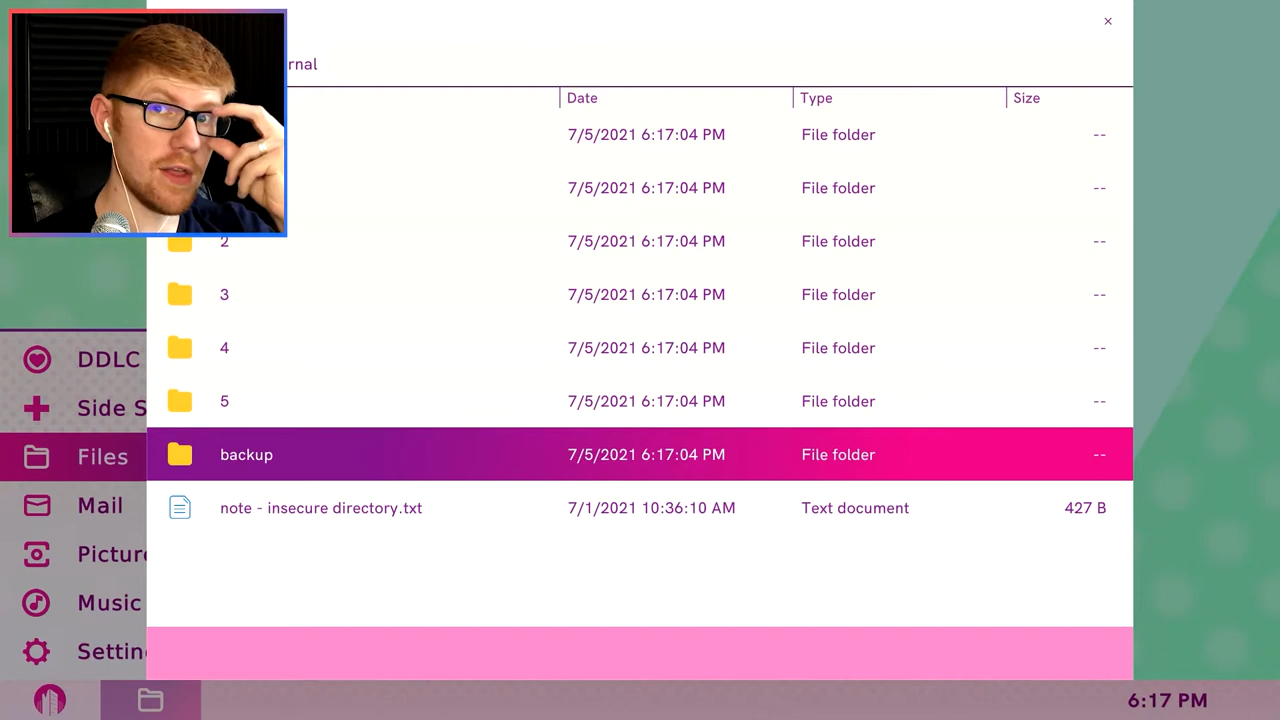 ×
rnal
Date Type Size
7/5/2021 6:17:04 PM File folder --
7/5/2021 6:17:04 PM File folder --
2 7/5/2021 6:17:04 PM File folder --
3 7/5/2021 6:17:04 PM File folder --
4 7/5/2021 6:17:04 PM File folder --
5 7/5/2021 6:17:04 PM File folder --
backup 7/5/2021 6:17:04 PM File folder --
note - insecure directory.txt 7/1/2021 10:36:10 AM Text document 427 B
DDLC
Side S
Files
Mail
Picture
Music
Settin
6:17 PM